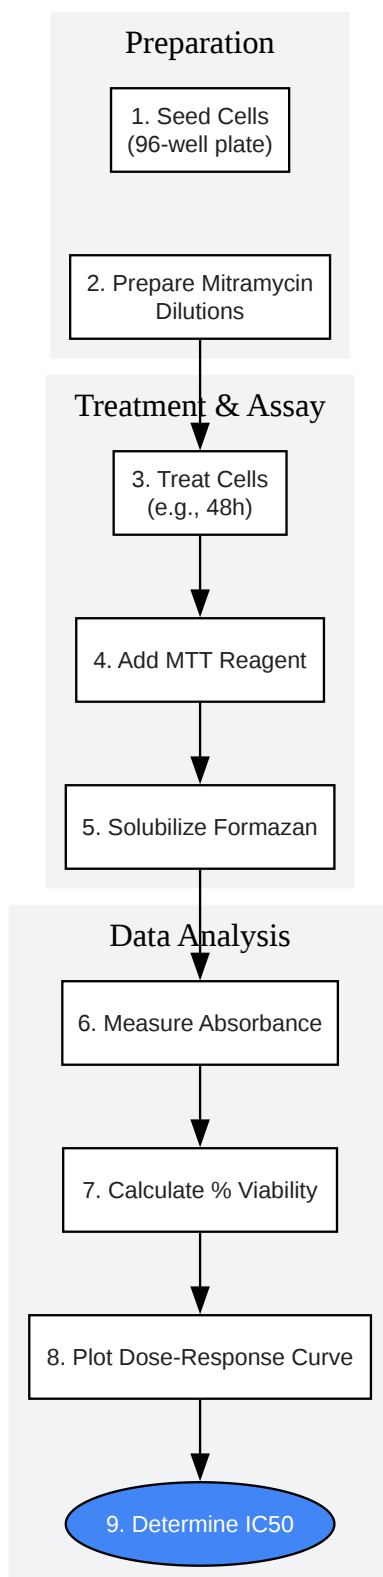 Preparation
1. Seed Cells
(96-well plate)
2. Prepare Mitramycin
Dilutions
Treatment & Assay
3. Treat Cells
(e.g., 48h)
4. Add MTT Reagent
5. Solubilize Formazan
Data Analysis
6. Measure Absorbance
7. Calculate % Viability
8. Plot Dose-Response Curve
9. Determine IC50